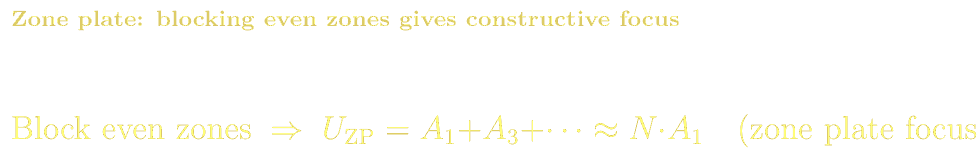 Zone plate: blocking even zones gives constructive focus
Block even zones ⇒ U_ZP = A_1+A_3+⋯ ≈ N·A_1 (zone plate focus